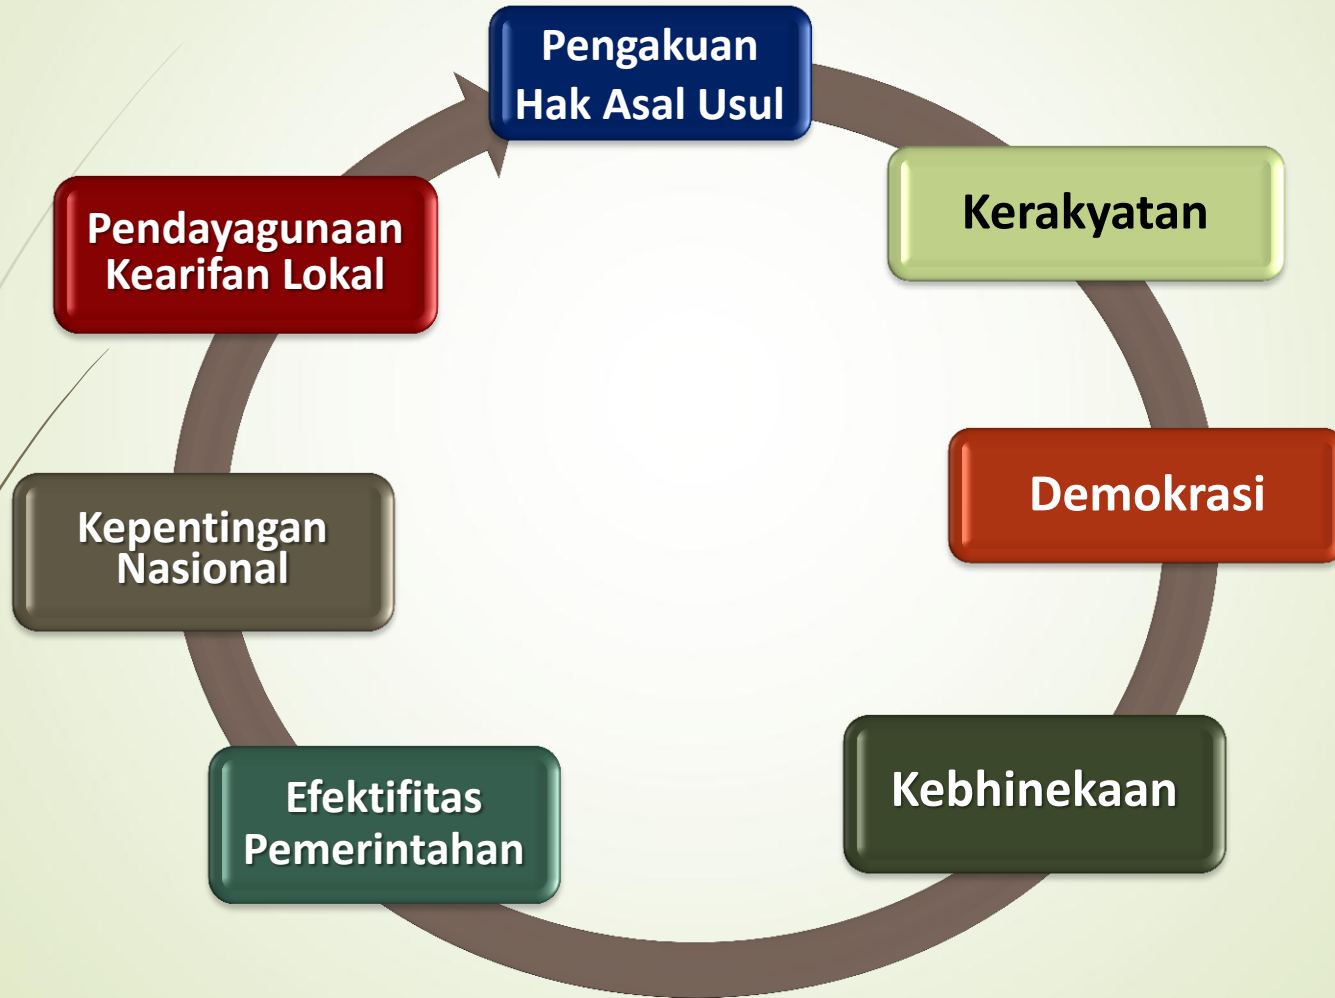 Pengakuan
Hak Asal Usul
Kerakyatan
Demokrasi
Kebhinekaan
Efektifitas
Pemerintahan
Kepentingan
Nasional
Pendayagunaan
Kearifan Lokal